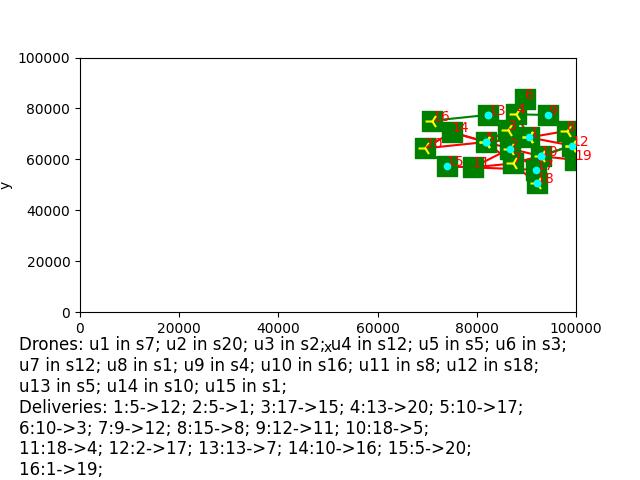 100000
80000
60000
40000
20000
0
y
0 20000 40000 60000 80000 100000
x
16
14
12
19
Drones: u1 in s7; u2 in s20; u3 in s2; u4 in s12; u5 in s5; u6 in s3;
u7 in s12; u8 in s1; u9 in s4; u10 in s16; u11 in s8; u12 in s18;
u13 in s5; u14 in s10; u15 in s1;
Deliveries: 1:5->12; 2:5->1; 3:17->15; 4:13->20; 5:10->17;
6:10->3; 7:9->12; 8:15->8; 9:12->11; 10:18->5;
11:18->4; 12:2->17; 13:13->7; 14:10->16; 15:5->20;
16:1->19;